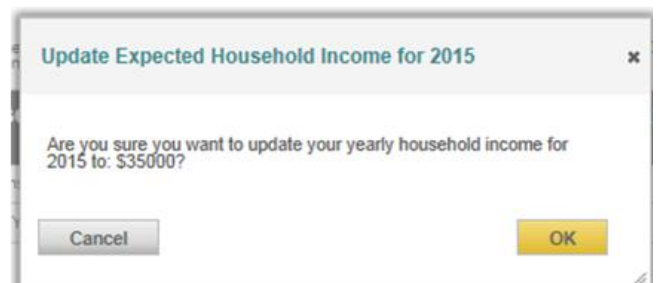 Update Expected Household Income for 2015
Are you sure you want to update your yearly household income for
2015 to: $35000?
Cancel
OK